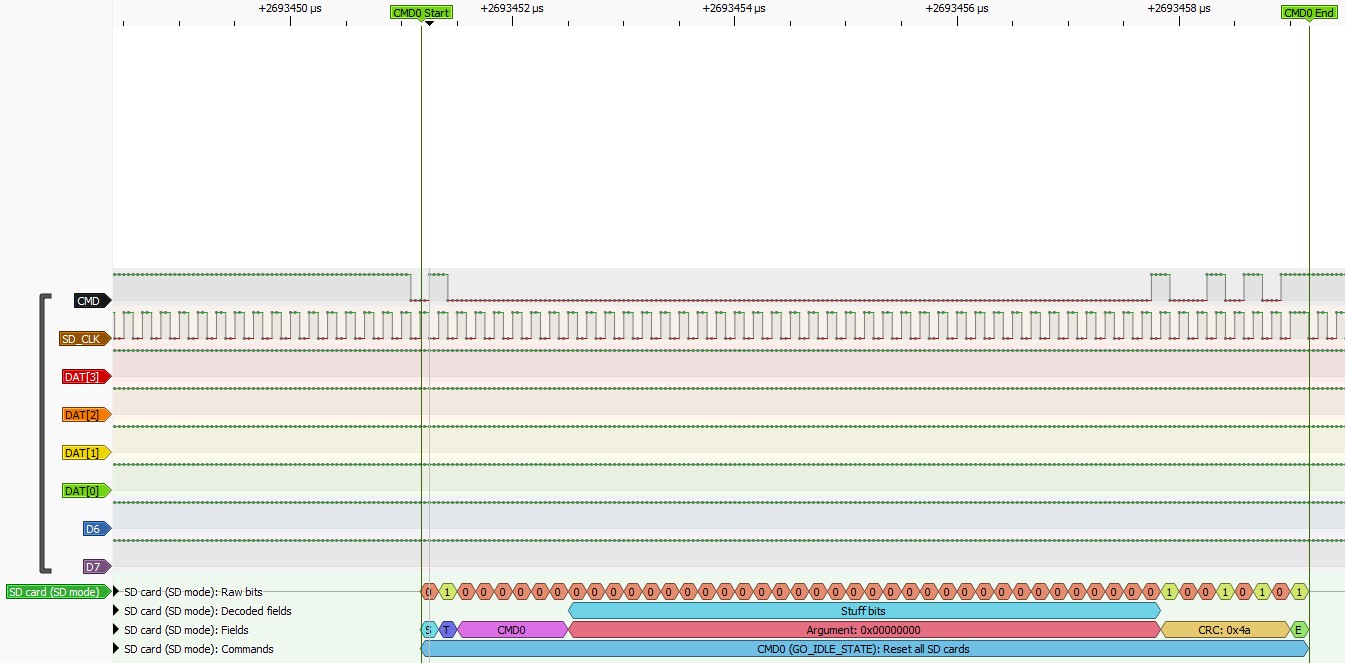 +2693450 µs +2693452 µs +2693454 µs +2693456 µs +2693458 µs
CMD0 Start CMD0 End
CMD
SD_CLK
DAT[3]
DAT[2]
DAT[1]
DAT[0]
D6
D7
SD card (SD mode) SD card (SD mode): Raw bits 0 1 0 0 0 0 0 0 0 0 0 0 0 0 0 0 0 0 0 0 0 0 0 0 0 0 0 0 0 0 0 0 0 0 0 0 0 0 0 0 1 0 0 1 0 1 0 1
SD card (SD mode): Decoded fields Stuff bits
SD card (SD mode): Fields S T CMD0 Argument: 0x00000000 CRC: 0x4a E
SD card (SD mode): Commands CMD0 (GO_IDLE_STATE): Reset all SD cards